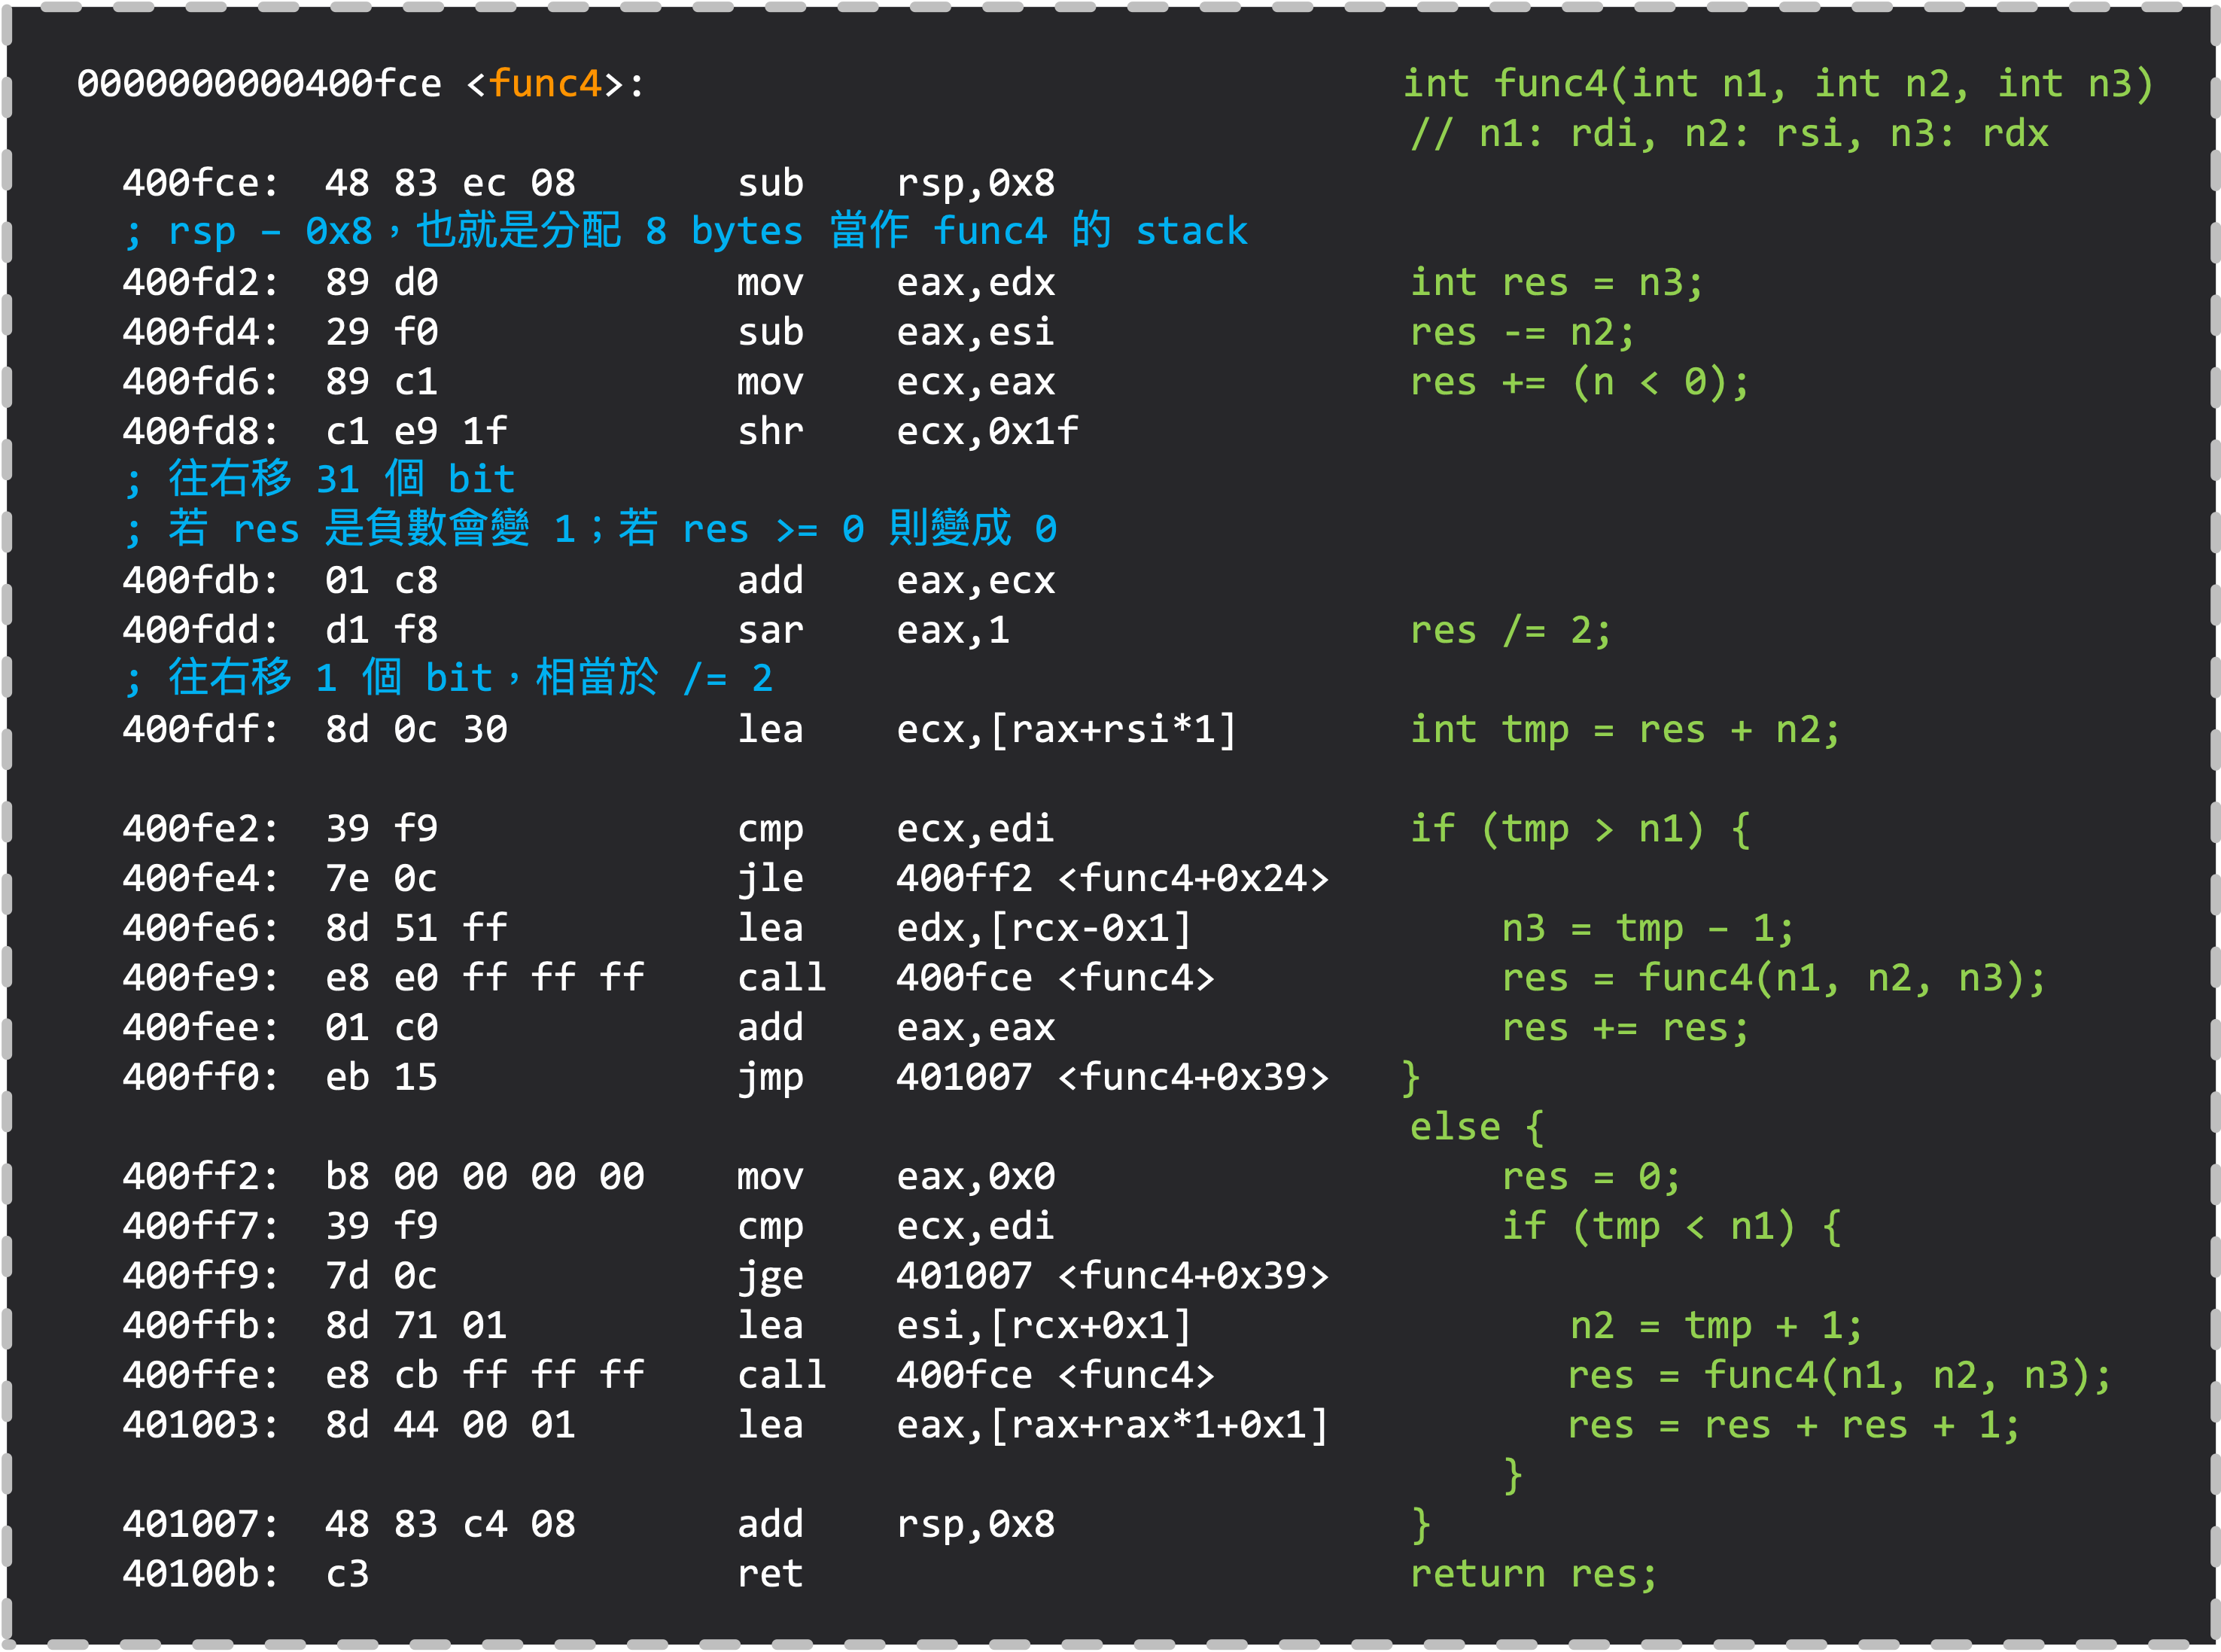 0000000000400fce <func4>: int func4(int n1, int n2, int n3)
// n1: rdi, n2: rsi, n3: rdx
400fce: 48 83 ec 08 sub rsp,0x8
; rsp – 0x8，也就是分配 8 bytes 當作 func4 的 stack
400fd2: 89 d0 mov eax,edx int res = n3;
400fd4: 29 f0 sub eax,esi res -= n2;
400fd6: 89 c1 mov ecx,eax res += (n < 0);
400fd8: c1 e9 1f shr ecx,0x1f
; 往右移 31 個 bit
; 若 res 是負數會變 1；若 res >= 0 則變成 0
400fdb: 01 c8 add eax,ecx
400fdd: d1 f8 sar eax,1 res /= 2;
; 往右移 1 個 bit，相當於 /= 2
400fdf: 8d 0c 30 lea ecx,[rax+rsi*1] int tmp = res + n2;
400fe2: 39 f9 cmp ecx,edi if (tmp > n1) {
400fe4: 7e 0c jle 400ff2 <func4+0x24>
400fe6: 8d 51 ff lea edx,[rcx-0x1] n3 = tmp – 1;
400fe9: e8 e0 ff ff ff call 400fce <func4> res = func4(n1, n2, n3);
400fee: 01 c0 add eax,eax res += res;
400ff0: eb 15 jmp 401007 <func4+0x39> }
else {
400ff2: b8 00 00 00 00 mov eax,0x0 res = 0;
400ff7: 39 f9 cmp ecx,edi if (tmp < n1) {
400ff9: 7d 0c jge 401007 <func4+0x39>
400ffb: 8d 71 01 lea esi,[rcx+0x1] n2 = tmp + 1;
400ffe: e8 cb ff ff ff call 400fce <func4> res = func4(n1, n2, n3);
401003: 8d 44 00 01 lea eax,[rax+rax*1+0x1] res = res + res + 1;
}
401007: 48 83 c4 08 add rsp,0x8 }
40100b: c3 ret return res;